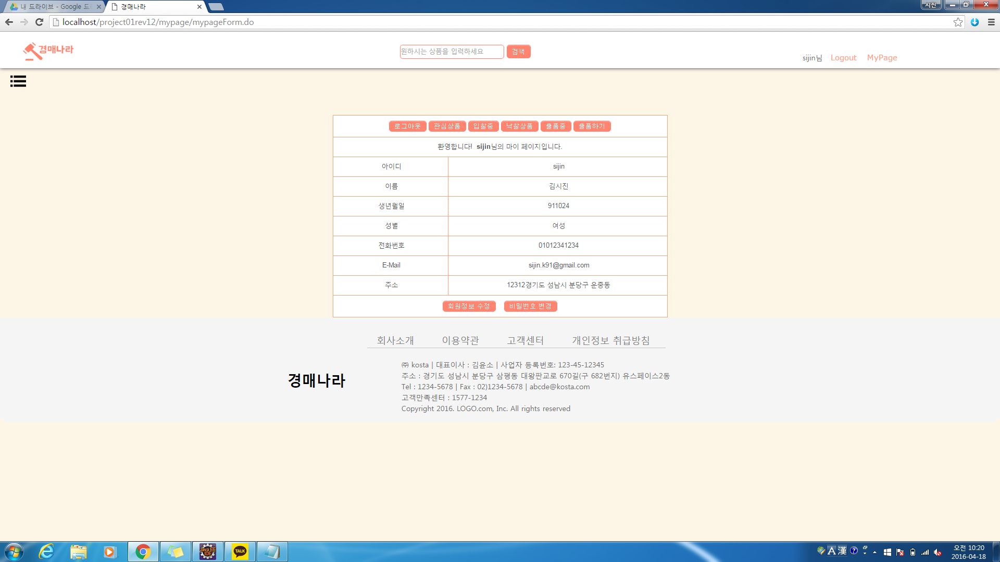 내 드라이브 - Google 드
경매나라
시진
localhost/project01rev12/mypage/mypageForm.do
경매나라
원하시는 상품을 입력하세요 검색
sijin님 Logout MyPage
로그아웃 관심상품 입찰중 낙찰상품 출품중 출품하기
환영합니다! sijin님의 마이 페이지입니다.
아이디 sijin
이름 김시진
생년월일 911024
성별 여성
전화번호 01012341234
E-Mail sijin.k91@gmail.com
주소 12312경기도 성남시 분당구 운중동
회원정보 수정 비밀번호 변경
회사소개 이용약관 고객센터 개인정보 취급방침
경매나라
㈜ kosta | 대표이사 : 김윤소 | 사업자 등록번호: 123-45-12345
주소 : 경기도 성남시 분당구 삼평동 대왕판교로 670길(구 682번지) 유스페이스2동
Tel : 1234-5678 | Fax : 02)1234-5678 | abcde@kosta.com
고객만족센터 : 1577-1234
Copyright 2016. LOGO.com, Inc. All rights reserved
Java EE
IDE
TALK
A 漢
오전 10:20
2016-04-18